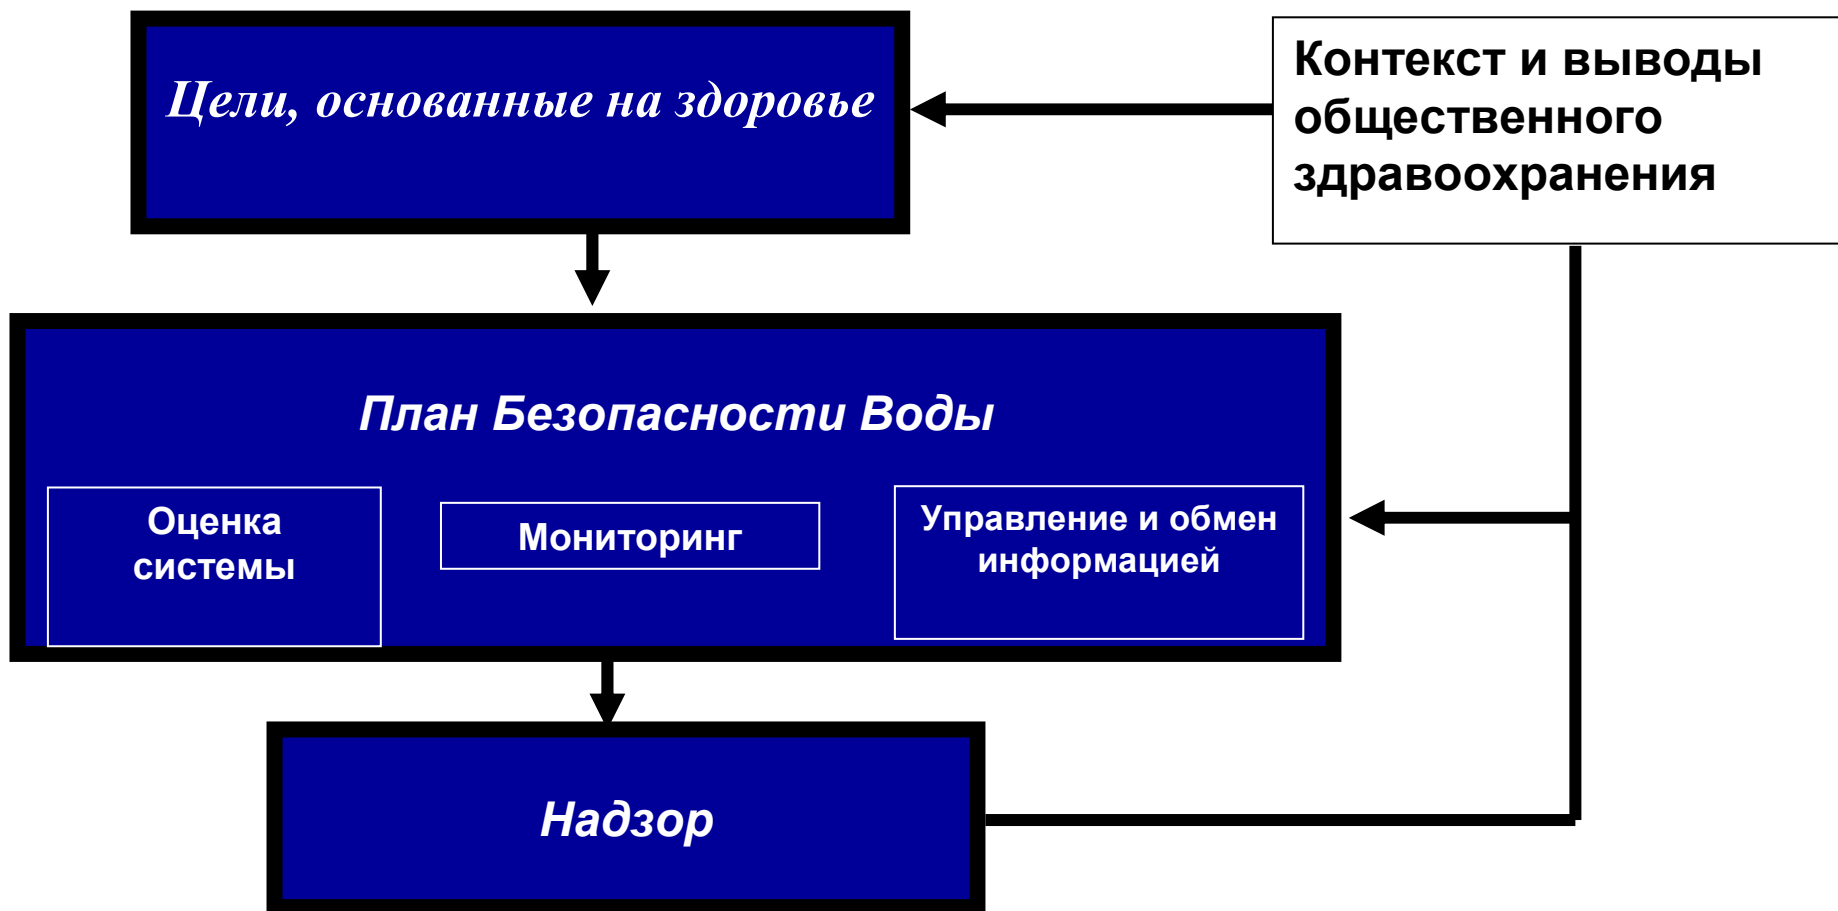 Цели, основанные на здоровье
Контекст и выводы
общественного
здравоохранения
План Безопасности Воды
Оценка
системы
Мониторинг
Управление и обмен
информацией
Надзор